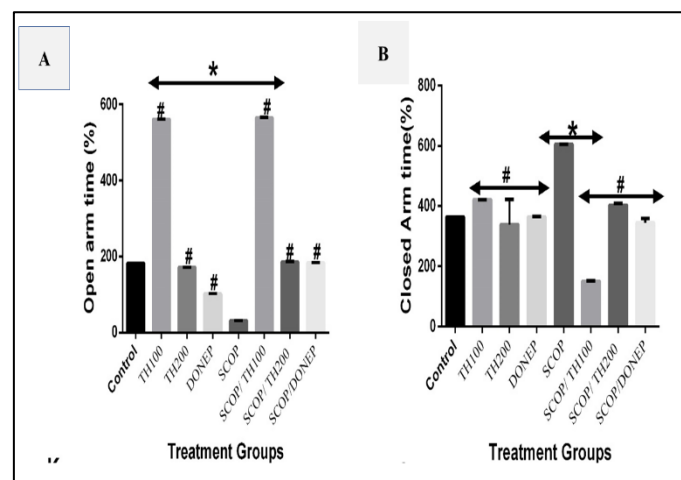 A
B
*
Open arm time (%)
600
400
200
0
#
#
#
#
#
#
Control
TH100
TH200
DONEP
SCOP
SCOP/TH100
SCOP/TH200
SCOP/DONEP
Treatment Groups
Closed Arm time(%)
800
600
400
200
0
#
*
#
Control
TH100
TH200
DONEP
SCOP
SCOP/TH100
SCOP/TH200
SCOP/DONEP
Treatment Groups